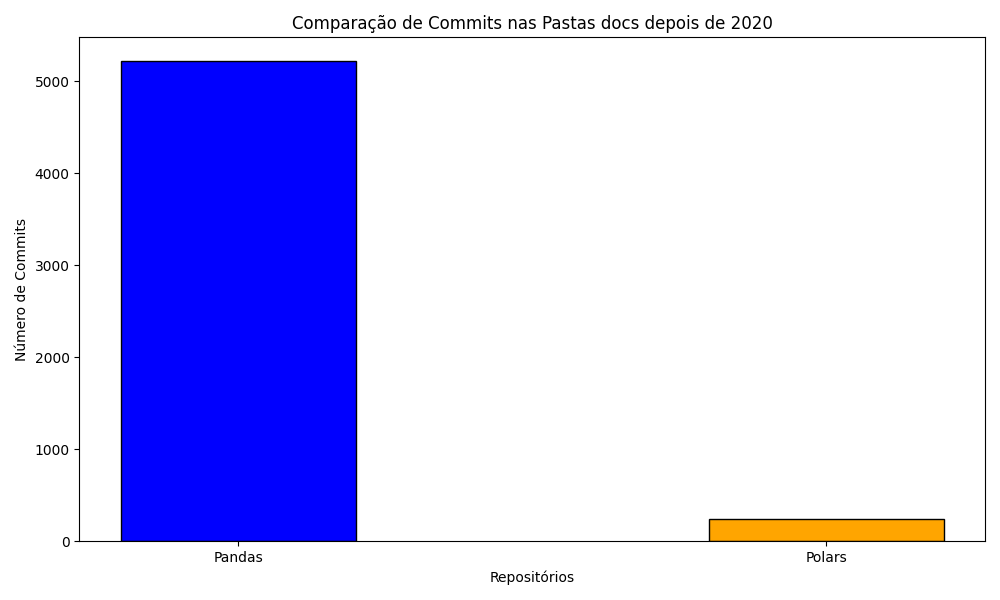 Comparação de Commits nas Pastas docs depois de 2020
Número de Commits
5000
4000
3000
2000
1000
0
Pandas
Polars
Repositórios